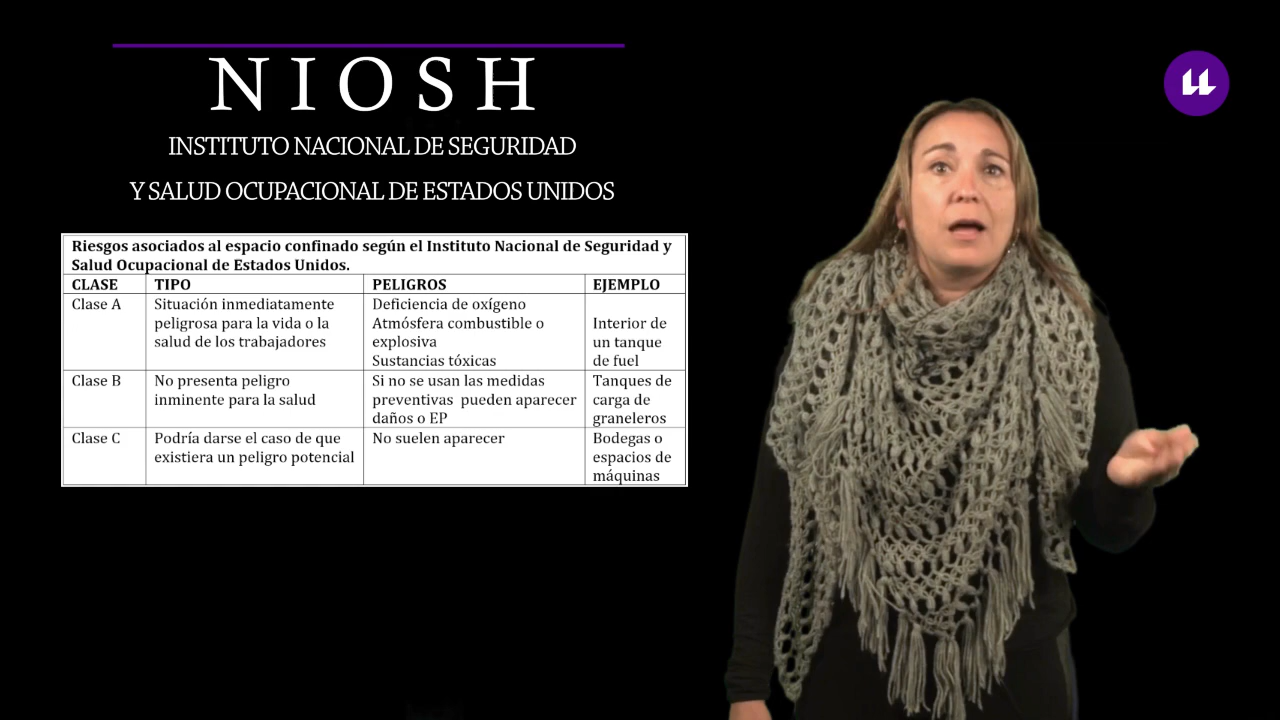 NIOSH
INSTITUTO NACIONAL DE SEGURIDAD
Y SALUD OCUPACIONAL DE ESTADOS UNIDOS
Riesgos asociados al espacio confinado según el Instituto Nacional de Seguridad y
Salud Ocupacional de Estados Unidos.
CLASE TIPO PELIGROS EJEMPLO
Clase A
Situación inmediatamente
peligrosa para la vida o la
salud de los trabajadores
Deficiencia de oxígeno
Atmósfera combustible o
explosiva
Sustancias tóxicas
Interior de
un tanque
de fuel
Clase B
No presenta peligro
inminente para la salud
Si no se usan las medidas
preventivas pueden aparecer
daños o EP
Tanques de
carga de
graneleros
Clase C
Podría darse el caso de que
existiera un peligro potencial
No suelen aparecer
Bodegas o
espacios de
máquinas